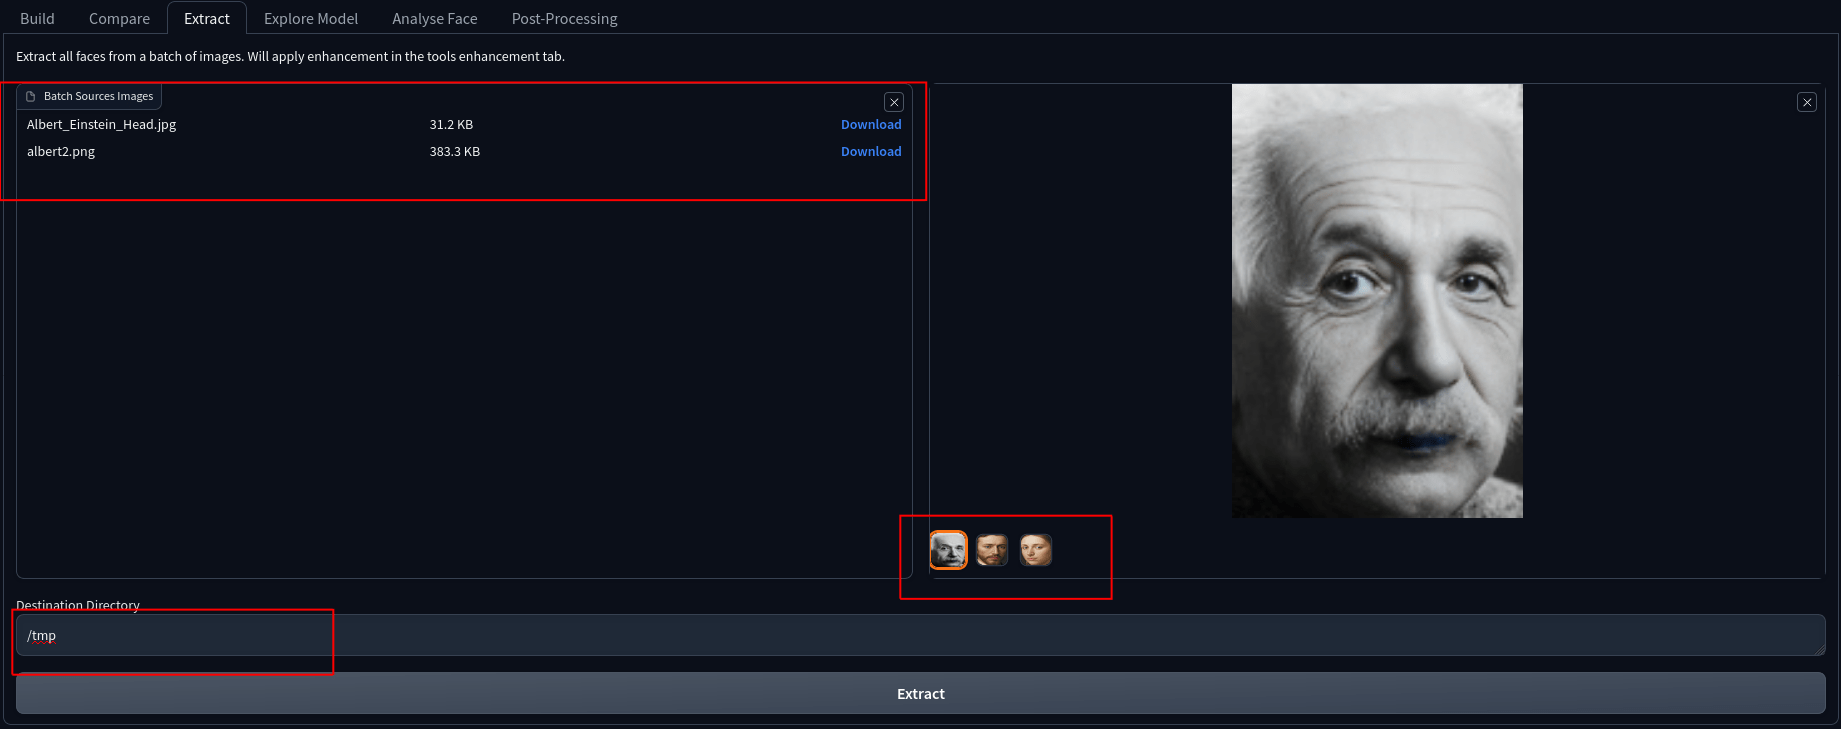 Build Compare Extract Explore Model Analyse Face Post-Processing
Extract all faces from a batch of images. Will apply enhancement in the tools enhancement tab.
Batch Sources Images
Albert_Einstein_Head.jpg 31.2 KB Download
albert2.png 383.3 KB Download
Destination Directory
/tmp
Extract